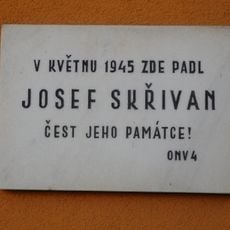 V KVĚTNU 1945 ZDE PADL
JOSEF SKŘIVAN
ČEST JEHO PAMÁTCE!
ONV4